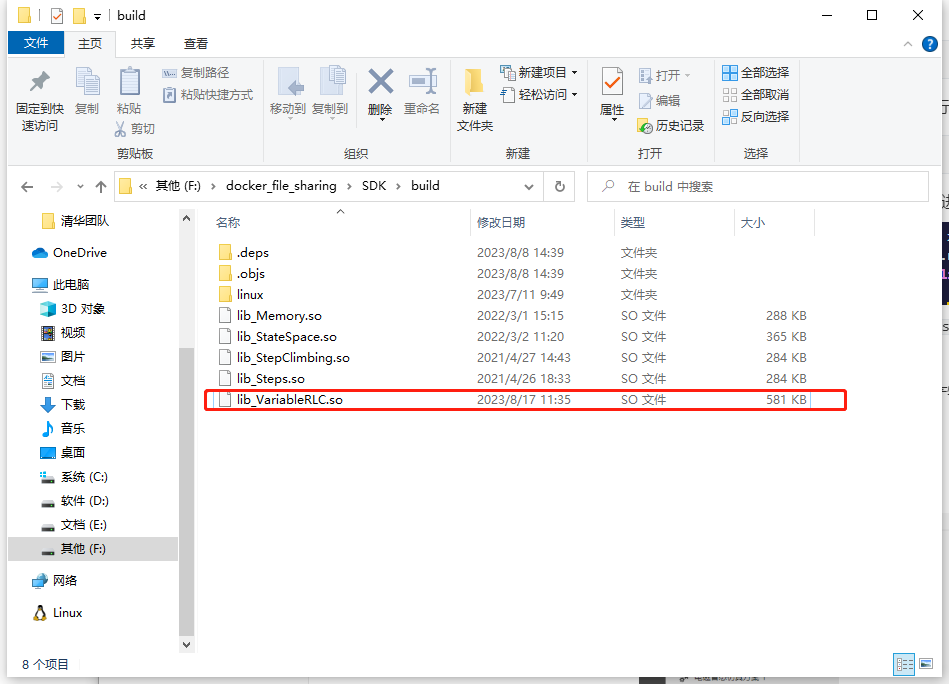 build
文件 主页 共享 查看
固定到快速访问
复制
粘贴
复制路径
粘贴快捷方式
剪切
剪贴板
移动到
复制到
删除
重命名
组织
新建文件夹
新建项目
轻松访问
新建
属性
打开
编辑
历史记录
打开
全部选择
全部取消
反向选择
选择
« 其他 (F:) › docker_file_sharing › SDK › build
在 build 中搜索
清华团队
OneDrive
此电脑
3D 对象
视频
图片
文档
下载
音乐
桌面
系统 (C:)
软件 (D:)
文档 (E:)
其他 (F:)
网络
Linux
名称 修改日期 类型 大小
.deps 2023/8/8 14:39 文件夹
.objs 2023/8/8 14:39 文件夹
linux 2023/7/11 9:49 文件夹
lib_Memory.so 2022/3/1 15:15 SO 文件 288 KB
lib_StateSpace.so 2022/3/2 11:20 SO 文件 365 KB
lib_StepClimbing.so 2021/4/27 14:43 SO 文件 284 KB
lib_Steps.so 2021/4/26 18:33 SO 文件 284 KB
lib_VariableRLC.so 2023/8/17 11:35 SO 文件 581 KB
8 个项目